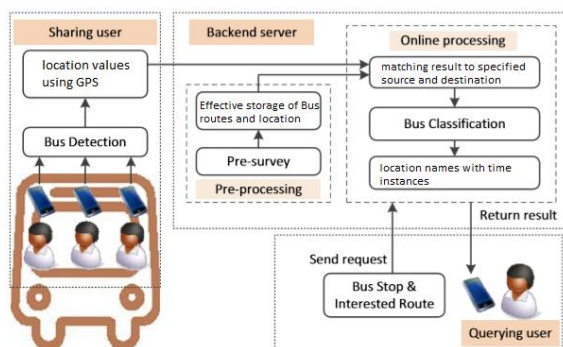 Sharing user
location values
using GPS
Bus Detection
Backend server
Effective storage of Bus
routes and location
Pre-survey
Pre-processing
Online processing
matching result to specified
source and destination
Bus Classification
location names with time
instances
Return result
Send request
Bus Stop &
Interested Route
Querying user